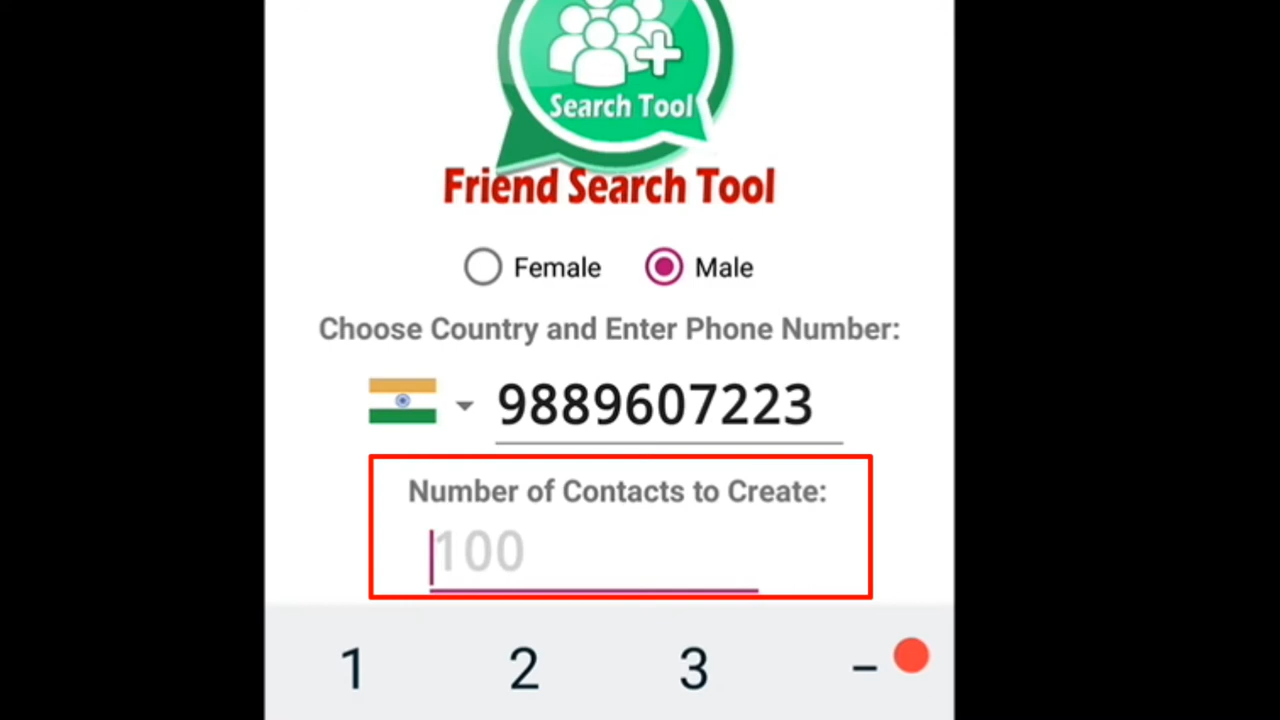 Search Tool
Friend Search Tool
Female Male
Choose Country and Enter Phone Number:
9889607223
Number of Contacts to Create:
100
1 2 3 -